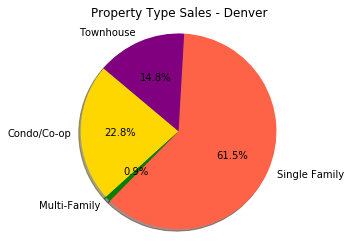 Property Type Sales - Denver
Townhouse
14.8%
Condo/Co-op
22.8%
61.5%
0.9%
Single Family
Multi-Family